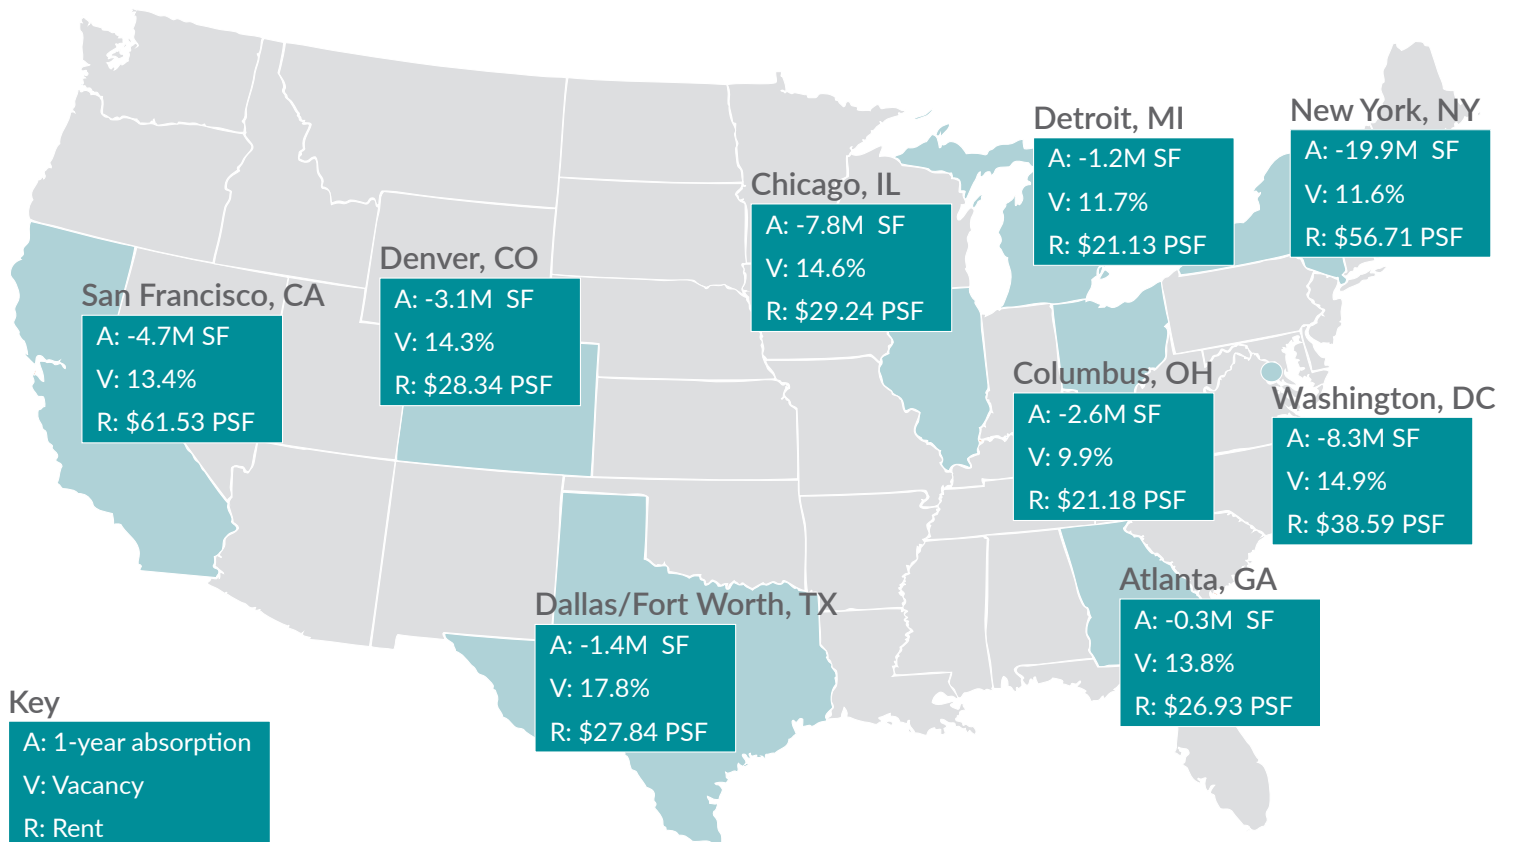 Detroit, MI
A: -1.2M SF
V: 11.7%
R: $21.13 PSF
New York, NY
A: -19.9M  SF
V: 11.6%
R: $56.71 PSF
Chicago, IL
A: -7.8M  SF
V: 14.6%
R: $29.24 PSF
Denver, CO
A: -3.1M  SF
V: 14.3%
R: $28.34 PSF
San Francisco, CA
A: -4.7M SF
V: 13.4%
R: $61.53 PSF
Columbus, OH
A: -2.6M SF
V: 9.9%
R: $21.18 PSF
Washington, DC
A: -8.3M SF
V: 14.9%
R: $38.59 PSF
Atlanta, GA
A: -0.3M  SF
V: 13.8%
R: $26.93 PSF
Dallas/Fort Worth, TX
A: -1.4M  SF
V: 17.8%
R: $27.84 PSF
Key
A: 1-year absorption
V: Vacancy
R: Rent